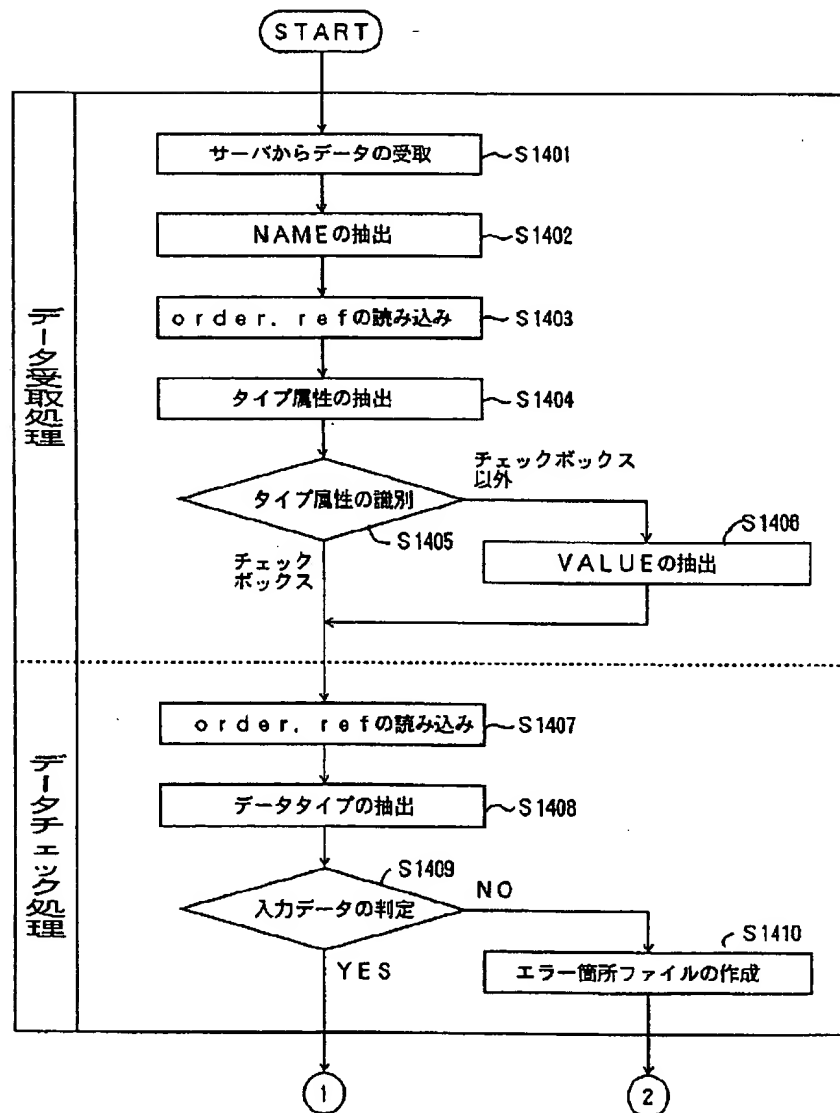 START
データ受取処理
サーバからデータの受取
S1401
NAMEの抽出
S1402
order.refの読み込み
S1403
タイプ属性の抽出
S1404
タイプ属性の識別
S1405
チェックボックス
以外
S1406
VALUEの抽出
チェック
ボックス
データチェック処理
order.refの読み込み
S1407
データタイプの抽出
S1408
S1409
入力データの判定
NO
S1410
エラー箇所ファイルの作成
YES
1
2